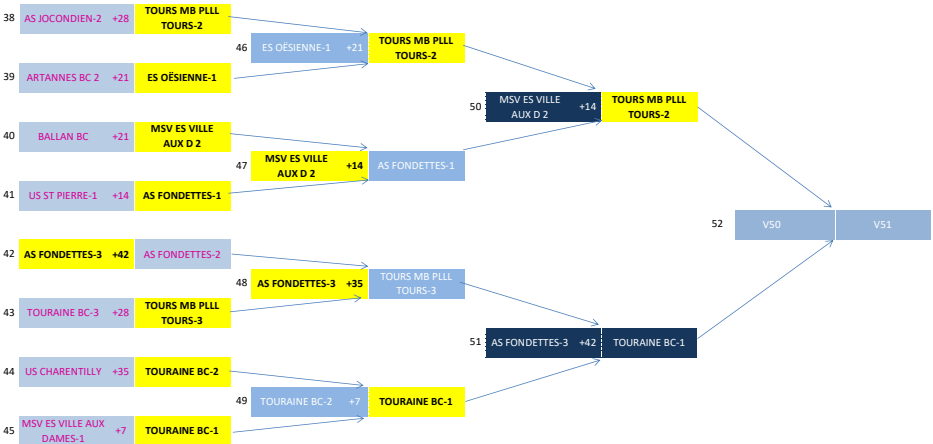 38 AS JOCONDIEN-2 +28 TOURS MB PLLL
TOURS-2
46 ES OËSIENNE-1 +21 TOURS MB PLLL
TOURS-2
39 ARTANNES BC 2 +21 ES OËSIENNE-1
50 MSV ES VILLE
AUX D 2 +14 TOURS MB PLLL
TOURS-2
40 BALLAN BC +21 MSV ES VILLE
AUX D 2
47 MSV ES VILLE
AUX D 2 +14 AS FONDETTES-1
41 US ST PIERRE-1 +14 AS FONDETTES-1
52 V50 V51
42 AS FONDETTES-3 +42 AS FONDETTES-2
48 AS FONDETTES-3 +35 TOURS MB PLLL
TOURS-3
43 TOURAINE BC-3 +28 TOURS MB PLLL
TOURS-3
51 AS FONDETTES-3 +42 TOURAINE BC-1
44 US CHARENTILLY +35 TOURAINE BC-2
49 TOURAINE BC-2 +7 TOURAINE BC-1
45 MSV ES VILLE AUX
DAMES-1 +7 TOURAINE BC-1